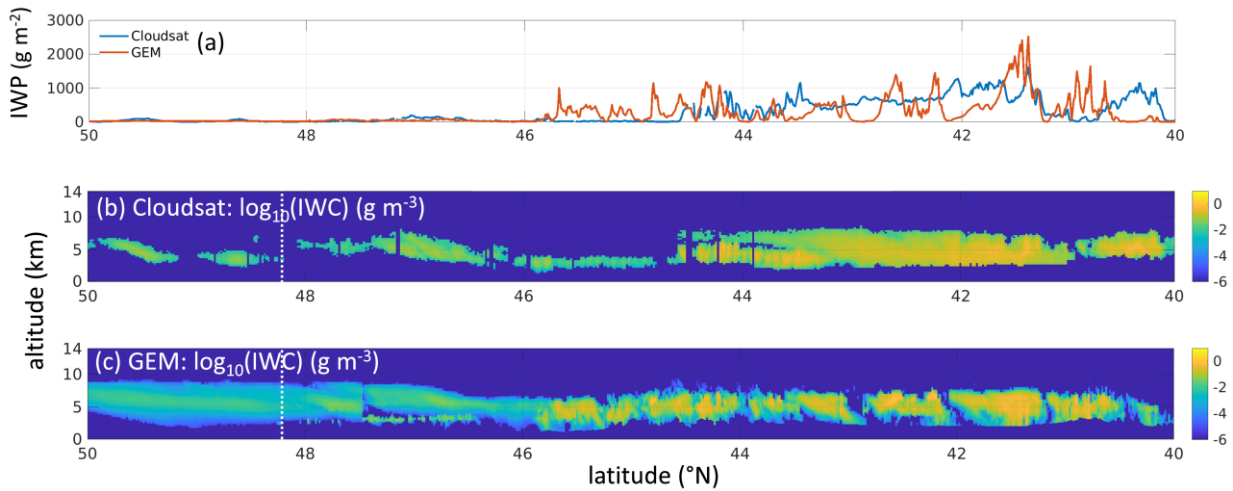 IWP (g m⁻²)
3000
2000
1000
0
Cloudsat
GEM
(a)
50 48 46 44 42 40
altitude (km)
14
10
5
0
(b) Cloudsat: log₁₀(IWC) (g m⁻³)
0
-2
-4
-6
50 48 46 44 42 40
14
10
5
0
(c) GEM: log₁₀(IWC) (g m⁻³)
0
-2
-4
-6
50 48 46 44 42 40
latitude (°N)